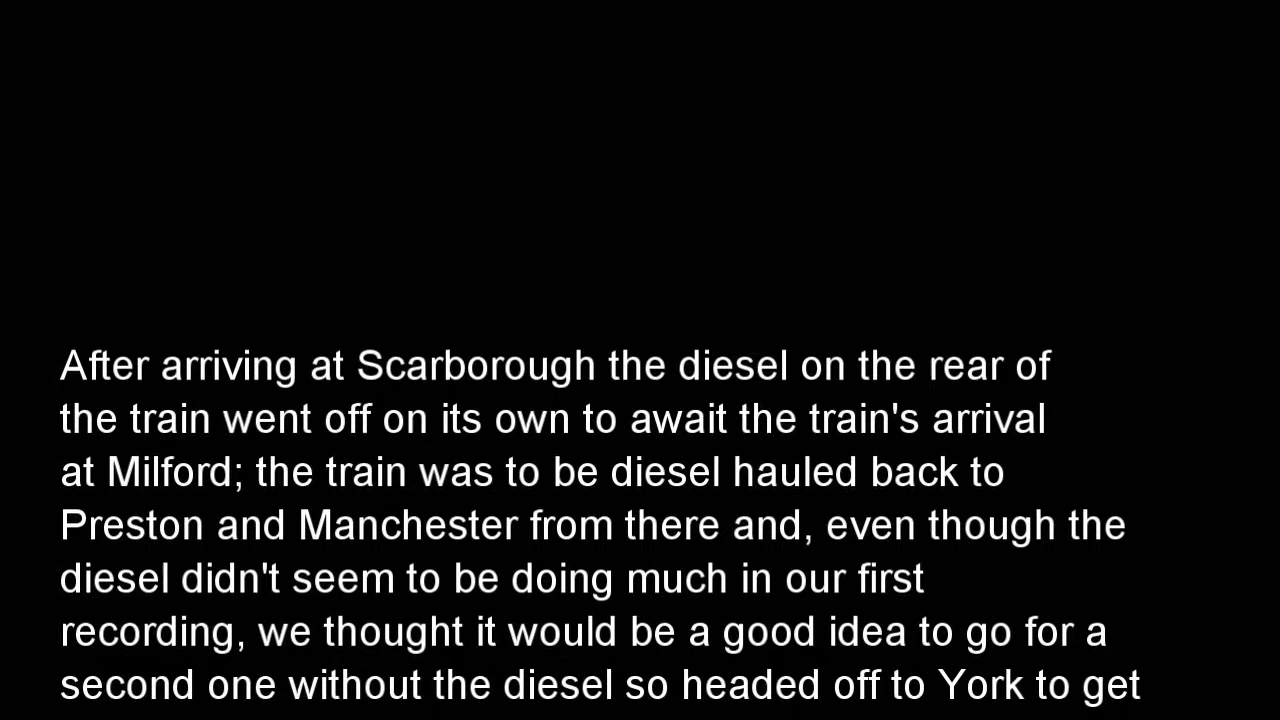 After arriving at Scarborough the diesel on the rear of
the train went off on its own to await the train's arrival
at Milford; the train was to be diesel hauled back to
Preston and Manchester from there and, even though the
diesel didn't seem to be doing much in our first
recording, we thought it would be a good idea to go for a
second one without the diesel so headed off to York to get